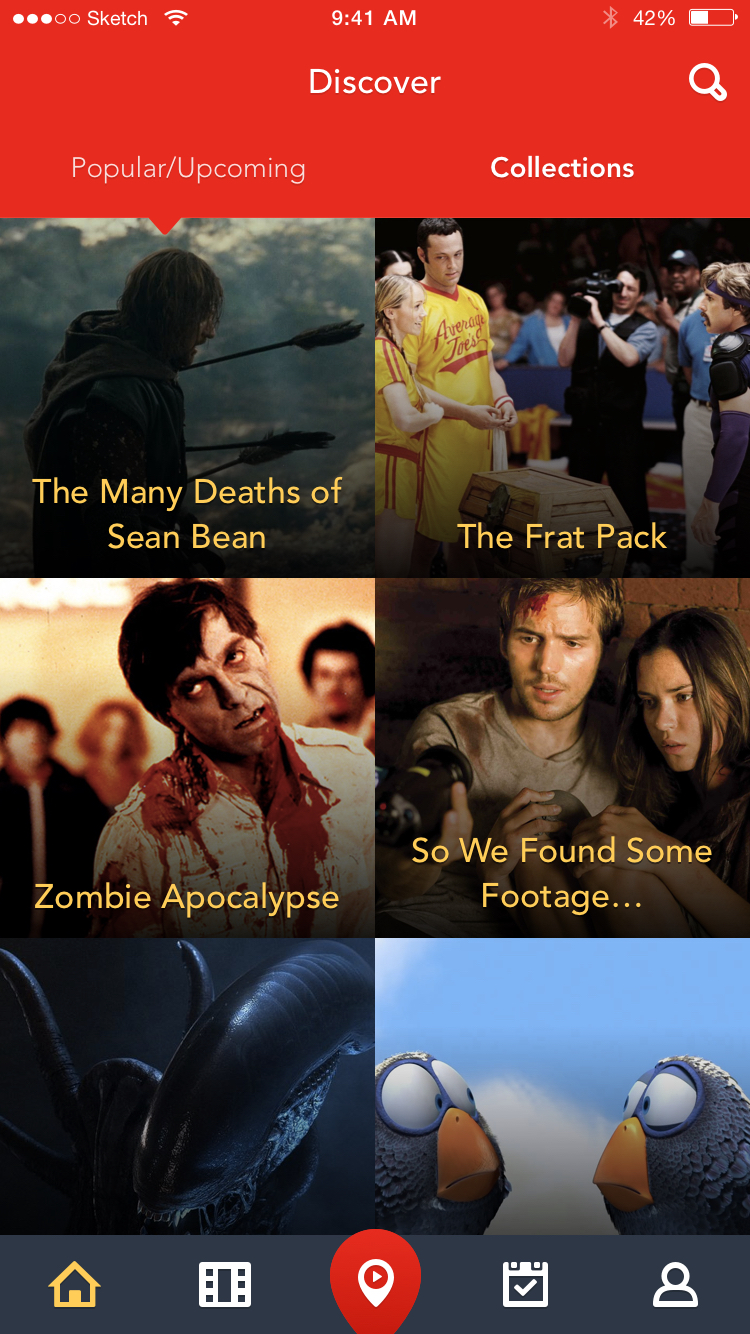 Sketch 9:41 AM 42%
Discover
Popular/Upcoming Collections
Average
Joe's
The Many Deaths of
Sean Bean
The Frat Pack
Zombie Apocalypse
So We Found Some
Footage…